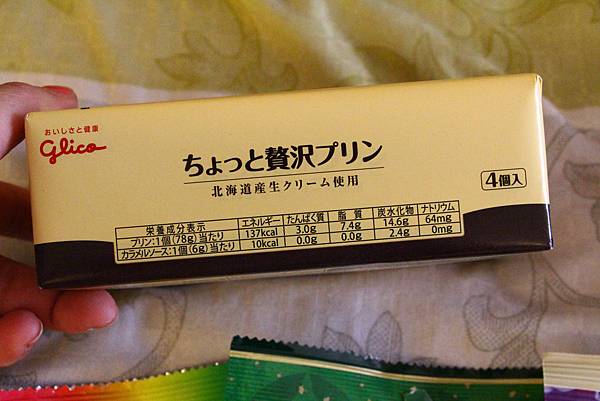 おいしさと健康
Glico
ちょっと贅沢プリン
北海道産生クリーム使用
4個入
栄養成分表示 エネルギー たんぱく質 脂質 炭水化物 ナトリウム
プリン:1個(78g)当たり 137kcal 3.0g 7.4g 14.6g 64mg
カラメルソース:1個(6g)当たり 10kcal 0.0g 0.0g 2.4g 0mg